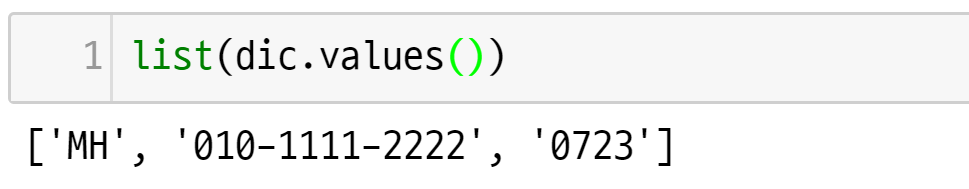 1 list(dic.values())
['MH', '010-1111-2222', '0723']